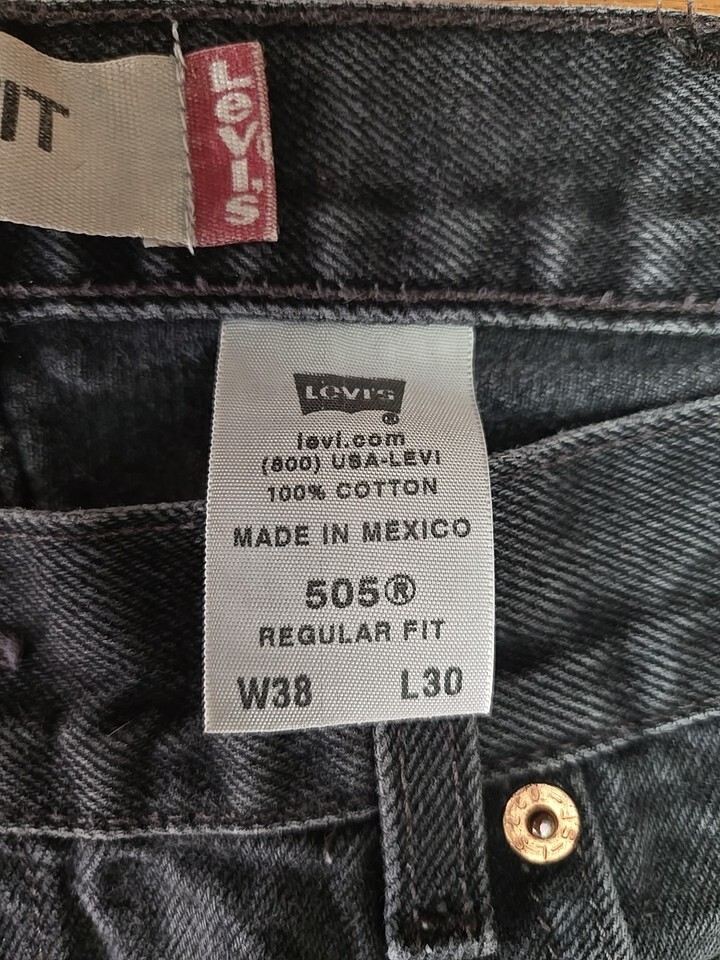 IT
LEVI'S
LEVI'S
®
levi.com
(800) USA-LEVI
100% COTTON
MADE IN MEXICO
505®
REGULAR FIT
W38 L30